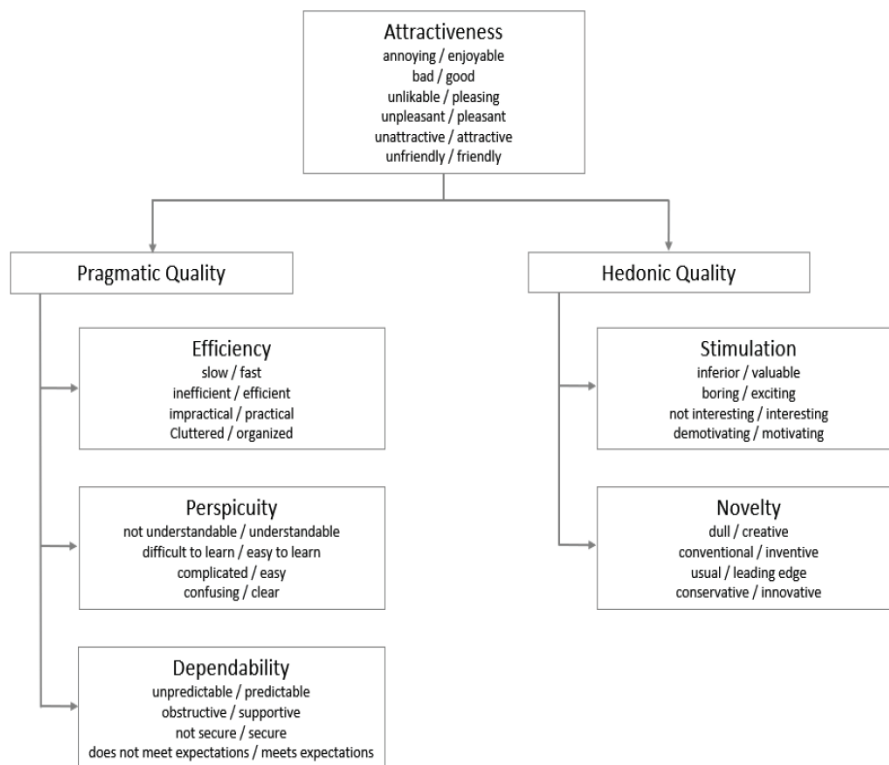 Attractiveness
annoying / enjoyable
bad / good
unlikable / pleasing
unpleasant / pleasant
unattractive / attractive
unfriendly / friendly
Pragmatic Quality
Efficiency
slow / fast
inefficient / efficient
impractical / practical
Cluttered / organized
Perspicuity
not understandable / understandable
difficult to learn / easy to learn
complicated / easy
confusing / clear
Dependability
unpredictable / predictable
obstructive / supportive
not secure / secure
does not meet expectations / meets expectations
Hedonic Quality
Stimulation
inferior / valuable
boring / exciting
not interesting / interesting
demotivating / motivating
Novelty
dull / creative
conventional / inventive
usual / leading edge
conservative / innovative